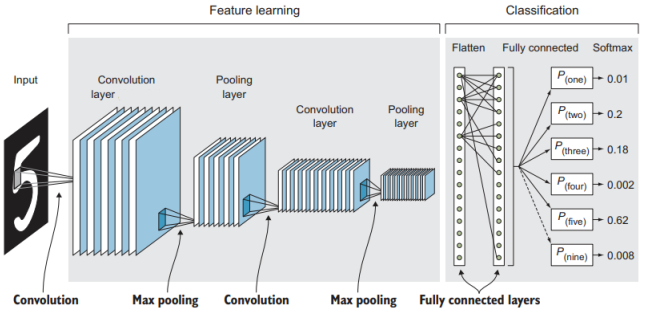 Feature learning
Classification
Input
Convolution
layer
Pooling
layer
Convolution
layer
Pooling
layer
Flatten
Fully connected
Softmax
5
P(one)
0.01
P(two)
0.2
P(three)
0.18
P(four)
0.002
P(five)
0.62
P(nine)
0.008
Convolution
Max pooling
Convolution
Max pooling
Fully connected layers